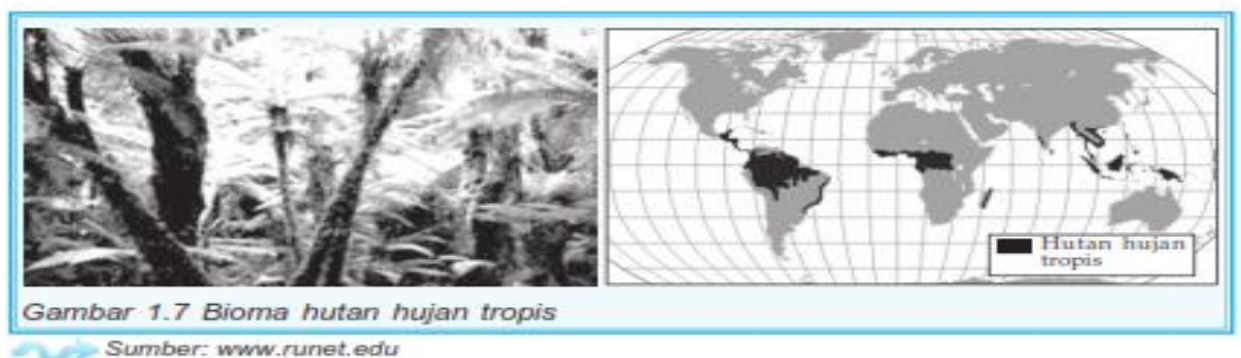 Hutan hujan
tropis
Gambar 1.7 Bioma hutan hujan tropis
Sumber: www.runet.edu